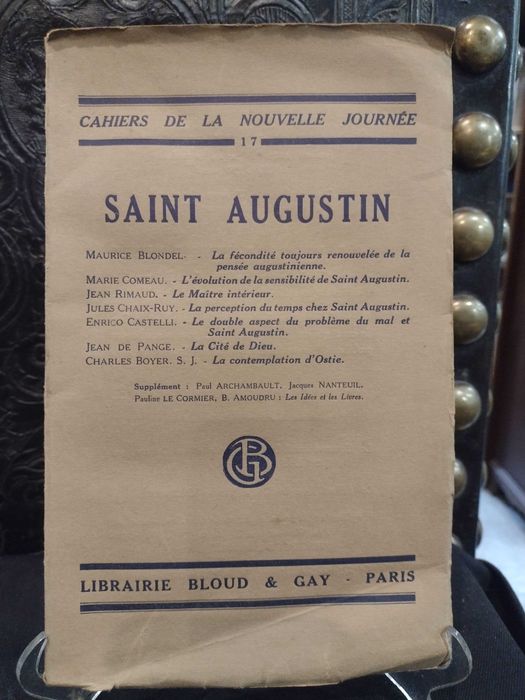 CAHIERS DE LA NOUVELLE JOURNÉE
17
SAINT AUGUSTIN
MAURICE BLONDEL. - La fécondité toujours renouvelée de la
pensée augustinienne.
MARIE COMEAU. - L'évolution de la sensibilité de Saint Augustin.
JEAN RIMAUD. - Le Maître intérieur.
JULES CHAIX-RUY. - La perception du temps chez Saint Augustin.
ENRICO CASTELLI. - Le double aspect du problème du mal et
Saint Augustin.
JEAN DE PANGE. - La Cité de Dieu.
CHARLES BOYER. S. J. - La contemplation d'Ostie.
Supplément : Paul ARCHAMBAULT. Jacques NANTEUIL.
Pauline LE CORMIER, B. AMOUDRU : Les Idées et les Livres.
BG
LIBRAIRIE BLOUD & GAY - PARIS